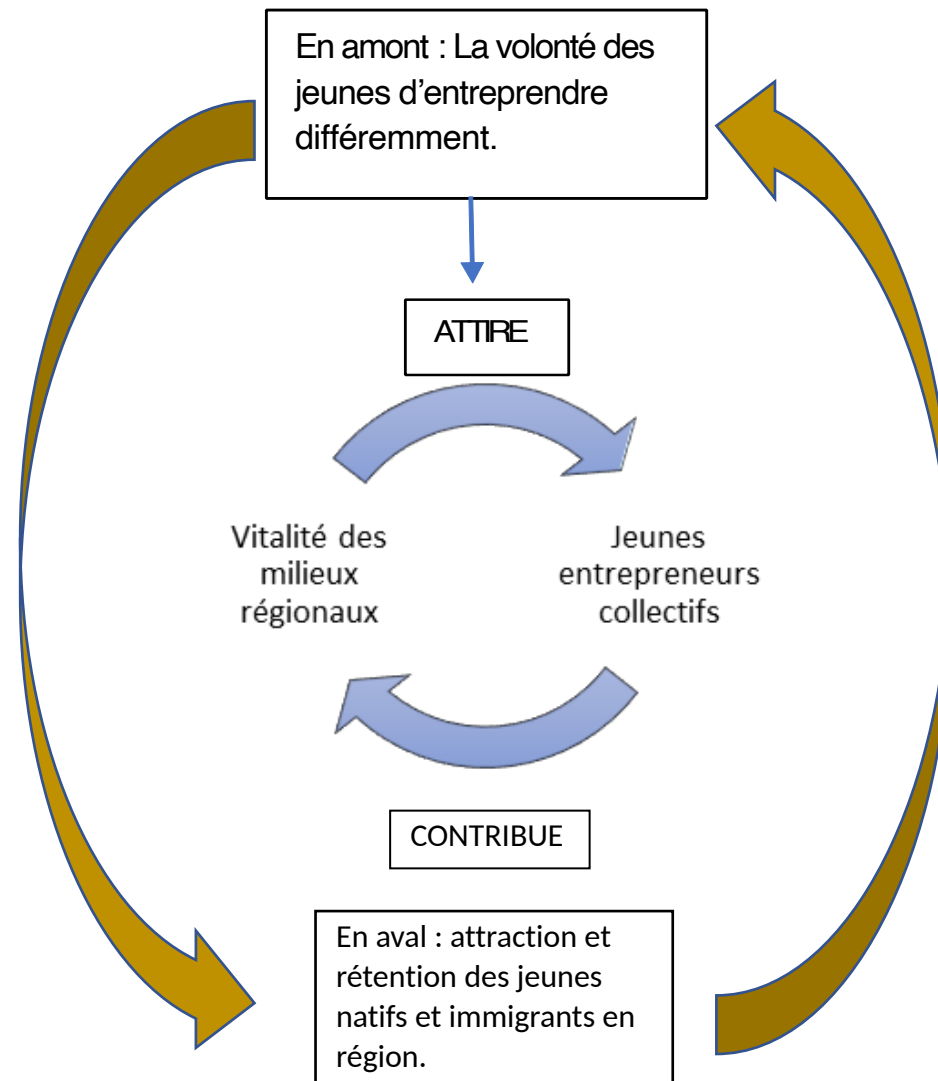 En amont : La volonté des
jeunes d’entreprendre
différemment.
ATTIRE
Vitalité des
milieux
régionaux
Jeunes
entrepreneurs
collectifs
CONTRIBUE
En aval : attraction et
rétention des jeunes
natifs et immigrants en
région.